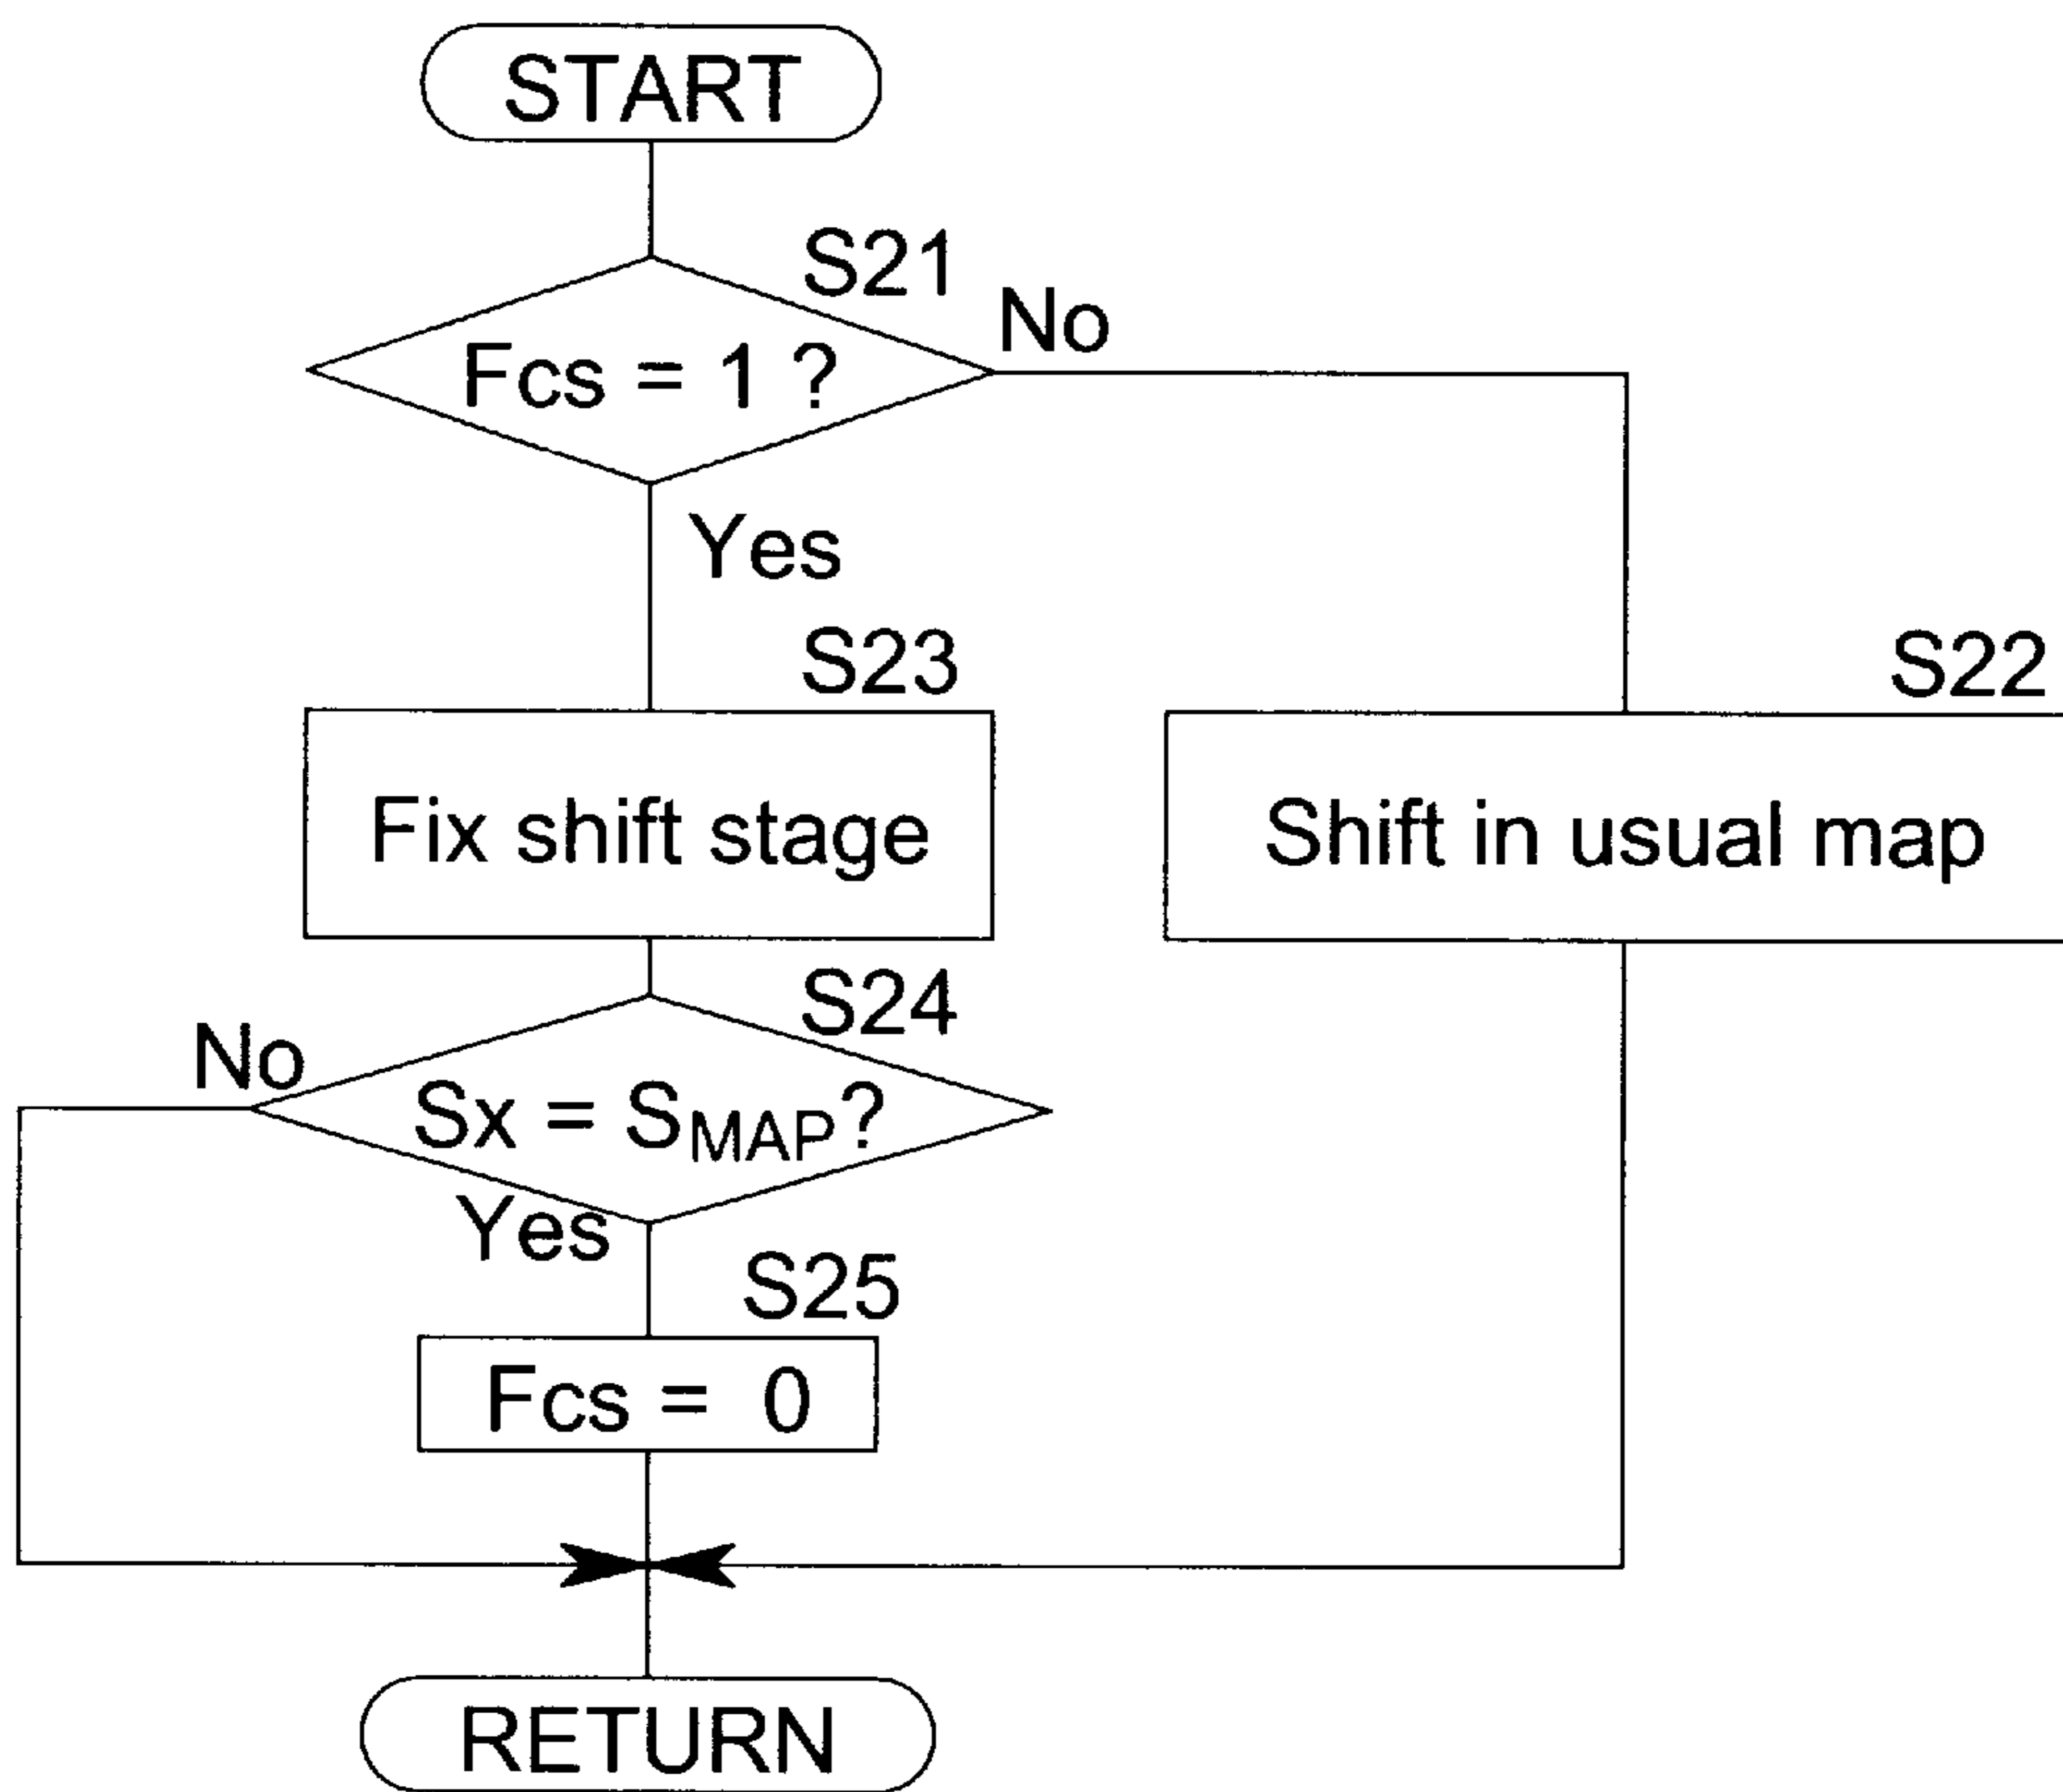 START
S21
No
Fcs = 1 ?
Yes
S23
S22
Fix shift stage
Shift in usual map
S24
No
Sx = SMAP?
Yes
S25
Fcs = 0
RETURN